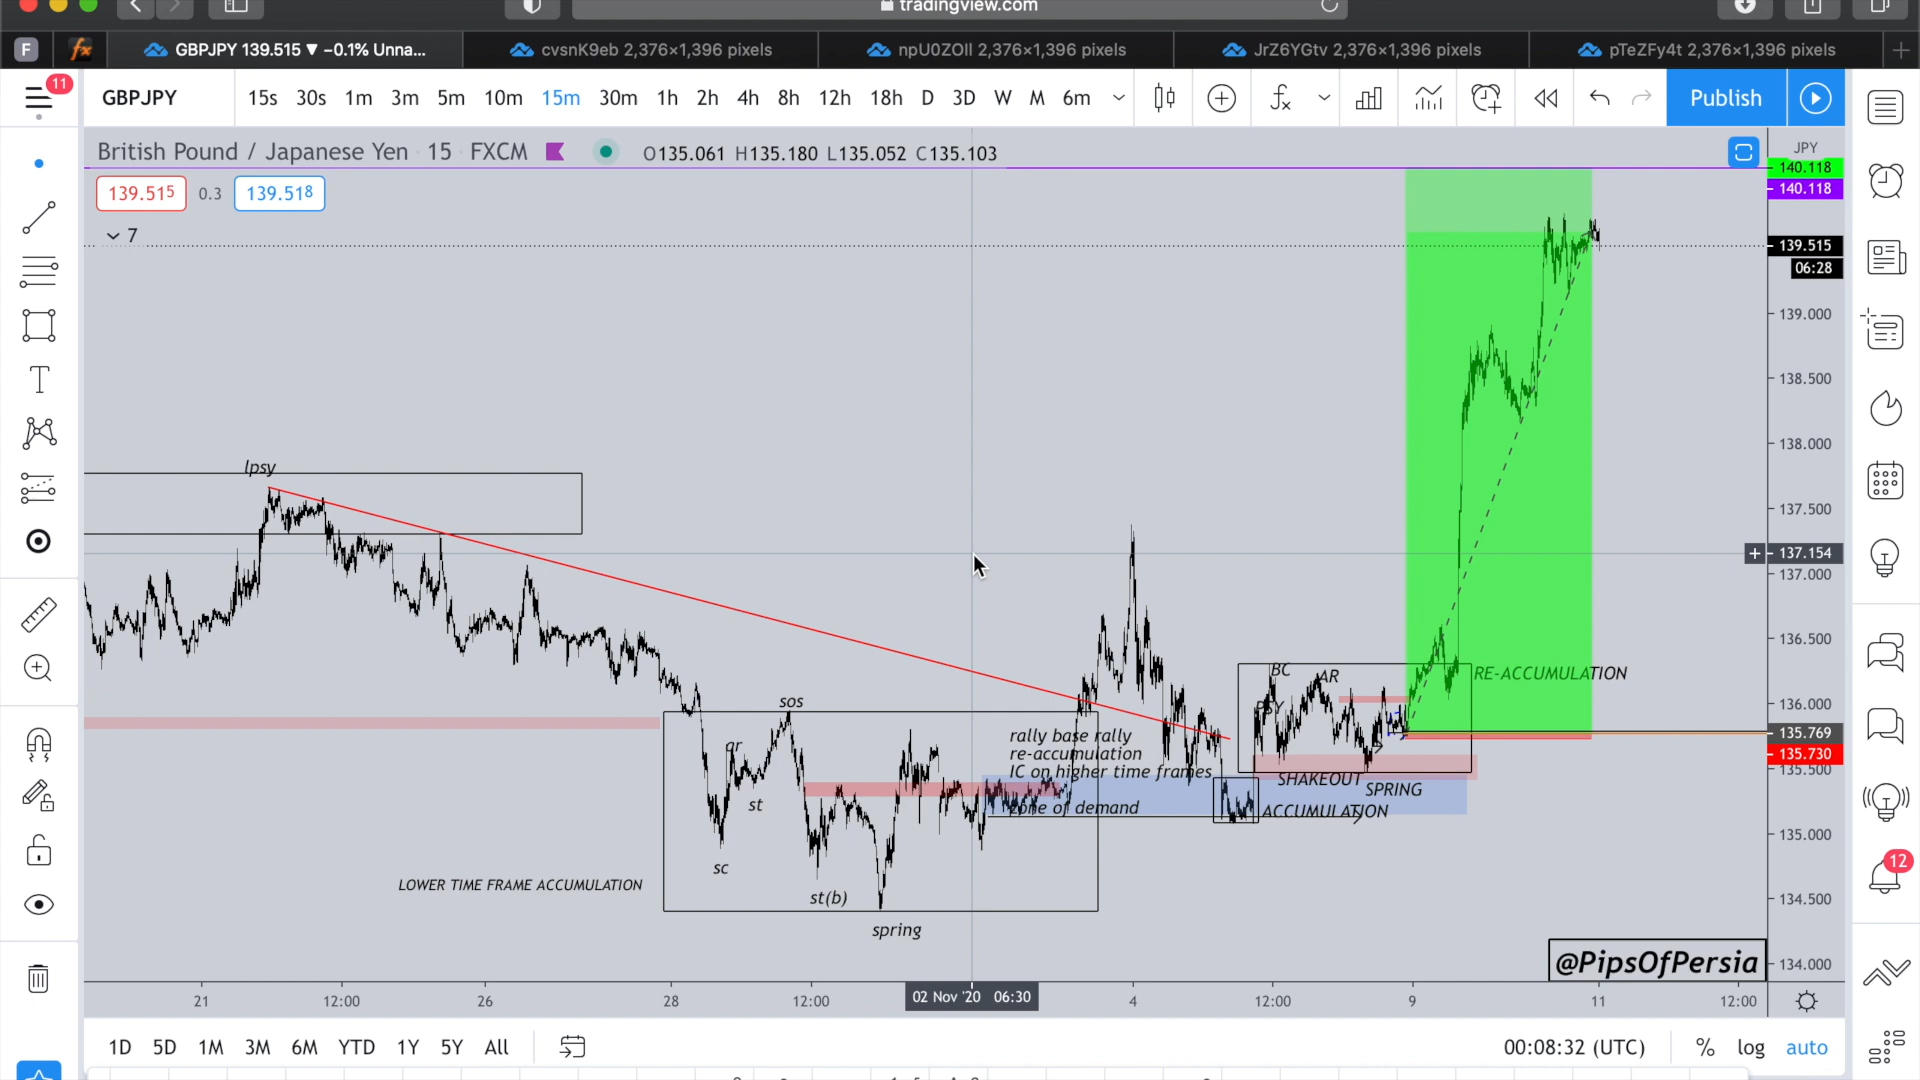 tradingview.com
F
fx
GBPJPY 139.515 ▼ −0.1% Unna...
cvsnK9eb 2,376×1,396 pixels
npU0ZOIl 2,376×1,396 pixels
JrZ6YGtv 2,376×1,396 pixels
pTeZFy4t 2,376×1,396 pixels
11
GBPJPY
15s 30s 1m 3m 5m 10m 15m 30m 1h 2h 4h 8h 12h 18h D 3D W M 6m
Publish
British Pound / Japanese Yen 15 FXCM
O135.061 H135.180 L135.052 C135.103
JPY
140.118
140.118
139.515 0.3 139.518
7
139.515
06:28
139.000
138.500
138.000
lpsy
137.500
137.154
137.000
136.500
BC
AR
RE-ACCUMULATION
PSY
136.000
sos
rally base rally
135.769
ar
re-accumulation
135.730
IC on higher time frames
135.500
SHAKEOUT
SPRING
st
zone of demand
ACCUMULATION
135.000
sc
LOWER TIME FRAME ACCUMULATION
st(b)
134.500
12
spring
@PipsOfPersia
134.000
21 12:00 26 28 12:00 02 Nov '20 06:30 4 12:00 9 11 12:00
1D 5D 1M 3M 6M YTD 1Y 5Y All
00:08:32 (UTC) % log auto